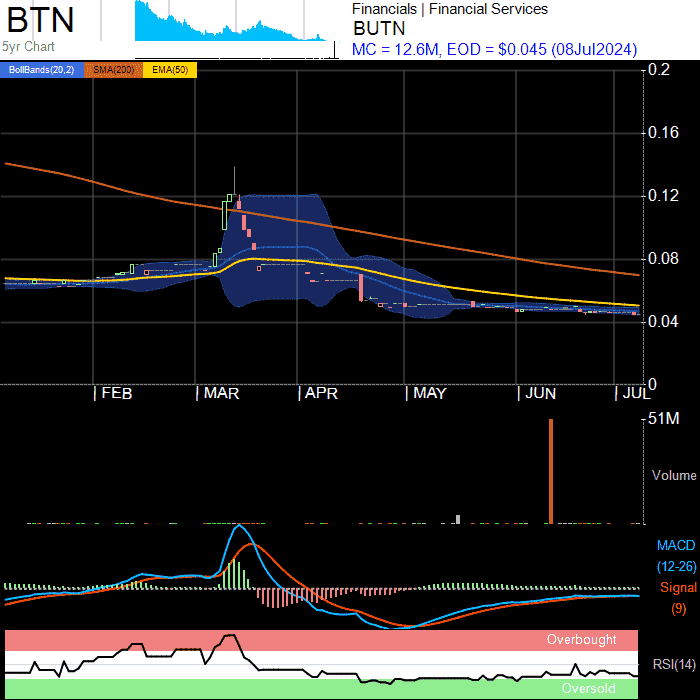 BTN
5yr Chart
Financials | Financial Services
BUTN
MC = 12.6M, EOD = $0.045 (08Jul2024)
BollBands(20,2) SMA(200) EMA(50)
0.2
0.16
0.12
0.08
0.04
0
| FEB | MAR | APR | MAY | JUN | JUL
51M
Volume
MACD
(12-26)
Signal
(9)
Overbought
RSI(14)
Oversold